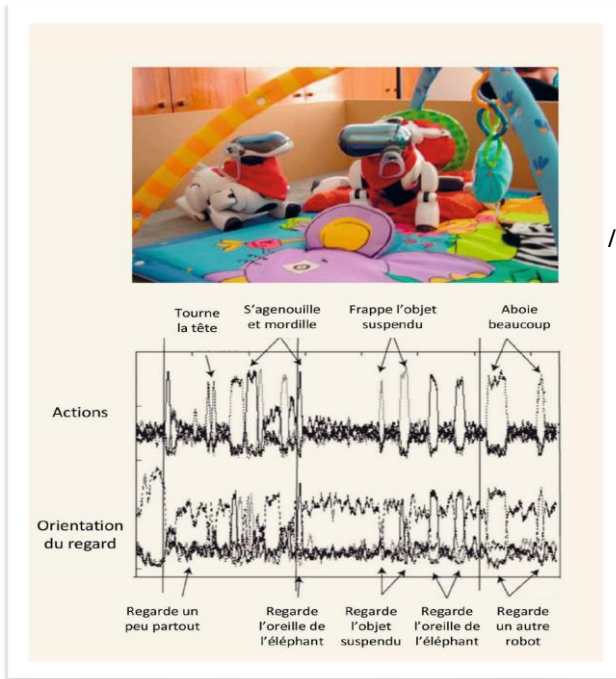 /
Tourne
la tête
S'agenouille
et mordille
Frappe l'objet
suspendu
Aboie
beaucoup
Actions
Orientation
du regard
Regarde un
peu partout
Regarde
l'oreille de
l'éléphant
Regarde
l'objet
suspendu
Regarde
l'oreille de
l'éléphant
Regarde
un autre
robot